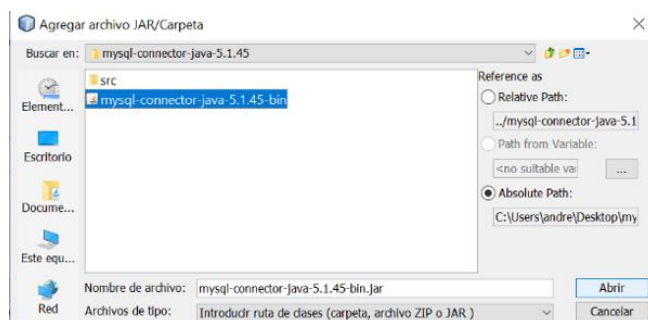 Agregar archivo JAR/Carpeta
Buscar en: mysql-connector-java-5.1.45
src
mysql-connector-java-5.1.45-bin
Element...
Escritorio
Docume...
Este equ...
Red
Reference as
Relative Path:
../mysql-connector-java-5.1
Path from Variable:
<no suitable va
...
Absolute Path:
C:\Users\andre\Desktop\my
Nombre de archivo: mysql-connector-java-5.1.45-bin.jar
Abrir
Archivos de tipo: Introducir ruta de clases (carpeta, archivo ZIP o JAR )
Cancelar